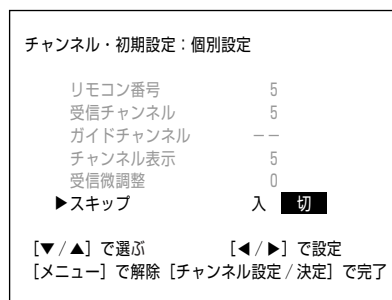 チャンネル・初期設定：個別設定
リモコン番号 5
受信チャンネル 5
ガイドチャンネル －－
チャンネル表示 5
受信微調整 0
▶スキップ 入 切
［▼/▲］で選ぶ ［◀/▶］で設定
［メニュー］で解除［チャンネル設定/決定］で完了